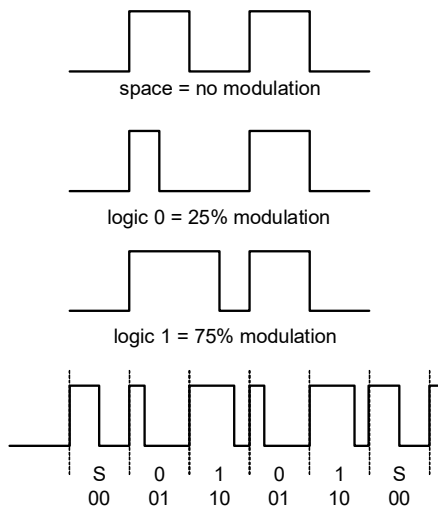 space = no modulation
logic 0 = 25% modulation
logic 1 = 75% modulation
S 0 1 0 1 S
00 01 10 01 10 00